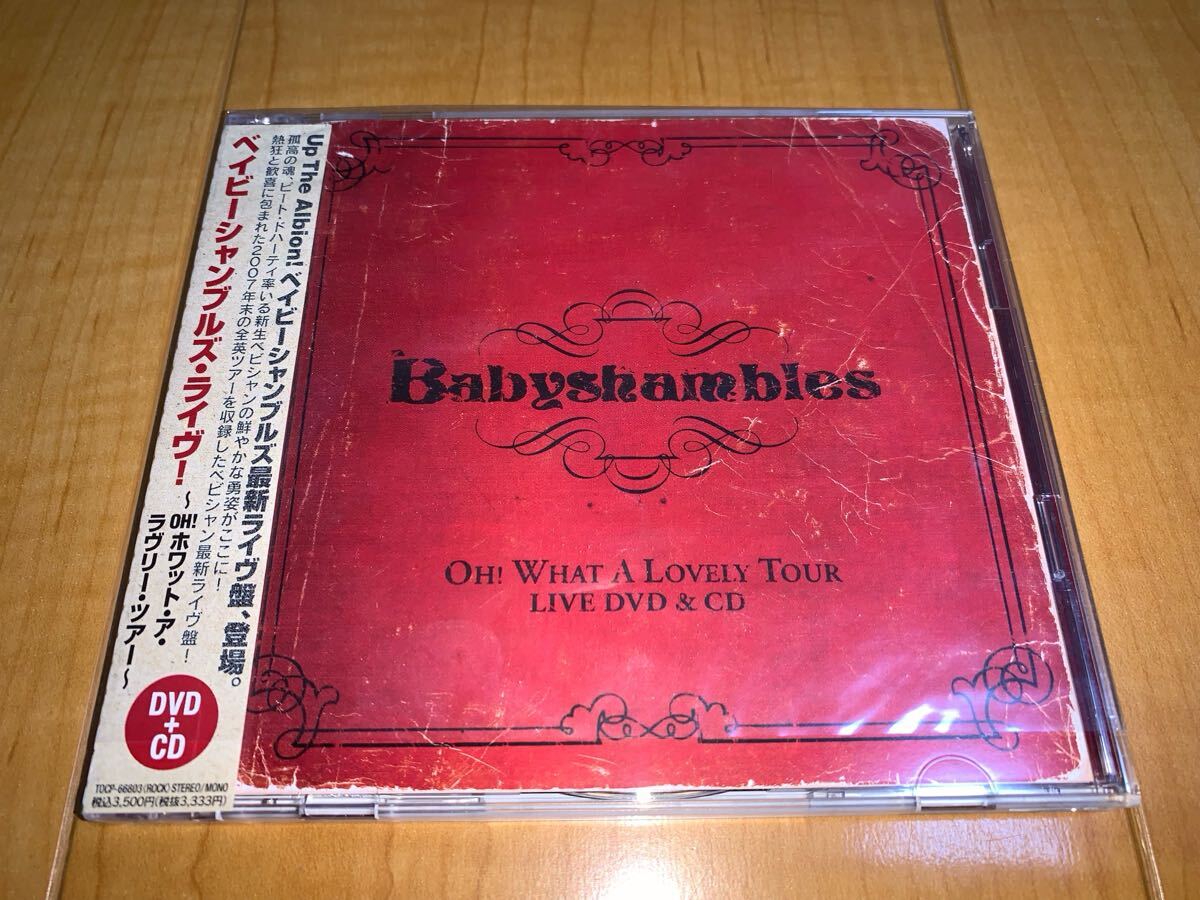 Up The Albion! ベイビーシャンブルズ最新ライヴ盤、登場。
孤高の魂、ピート・ドハーティ率いる新生ベビシャンの鮮やかな勇姿がここに!
熱狂と歓喜に包まれた2007年末の全英ツアーを収録したベビシャン最新ライヴ盤!
ベイビーシャンブルズ・ライヴ!
~OH! ホワット・ア・
ラヴリー・ツアー~
DVD
+
CD
TOCP-66803 (ROCK) STEREO/MONO
税込3,500円(税抜3,333円)
Babyshambles
OH! WHAT A LOVELY TOUR
LIVE DVD & CD